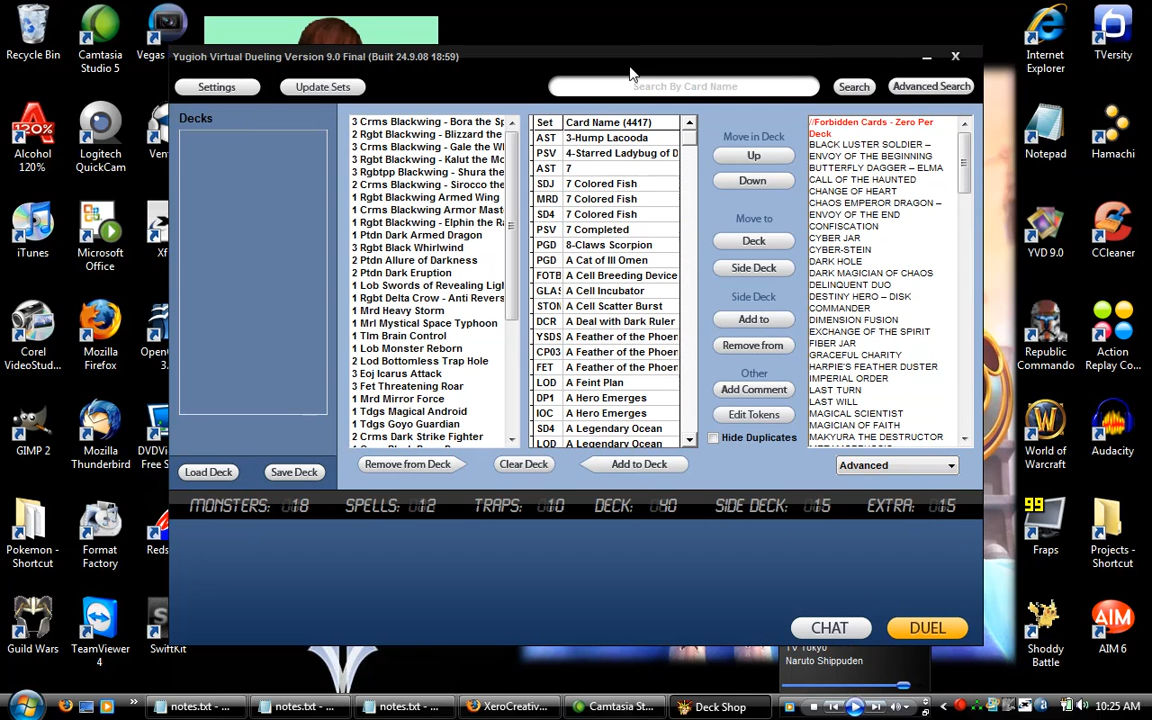 Recycle Bin
Camtasia
Studio 5
Vegas
Alcohol
120%
Logitech
QuickCam
iTunes
Microsoft
Office
Corel
VideoStud...
Mozilla
Firefox
GIMP 2
Mozilla
Thunderbird
Pokemon -
Shortcut
Format
Factory
Guild Wars
TeamViewer
4
SwiftKit
Yugioh Virtual Dueling Version 9.0 Final (Built 24.9.08 18:59)
Settings
Update Sets
Search By Card Name
Search
Advanced Search
Decks
Load Deck
Save Deck
3 Crms Blackwing - Bora the Sp
2 Rgbt Blackwing - Blizzard the
3 Crms Blackwing - Gale the W
3 Rgbt Blackwing - Kalut the Mo
3 Rgbtpp Blackwing - Shura the
2 Crms Blackwing - Sirocco the
1 Rgbt Blackwing Armed Wing
1 Crms Blackwing Armor Mast
1 Rgbt Blackwing - Elphin the Ra
2 Ptdn Dark Armed Dragon
3 Rgbt Black Whirlwind
2 Ptdn Allure of Darkness
2 Ptdn Dark Eruption
1 Lob Swords of Revealing Ligh
1 Rgbt Delta Crow - Anti Revers
1 Mrd Heavy Storm
1 Mrl Mystical Space Typhoon
1 Tlm Brain Control
1 Lob Monster Reborn
2 Lod Bottomless Trap Hole
3 Eoj Icarus Attack
3 Fet Threatening Roar
1 Mrd Mirror Force
1 Tdgs Magical Android
1 Tdgs Goyo Guardian
2 Crms Dark Strike Fighter
Set Card Name (4417)
AST 3-Hump Lacooda
PSV 4-Starred Ladybug of D
AST 7
SDJ 7 Colored Fish
MRD 7 Colored Fish
SD4 7 Colored Fish
PSV 7 Completed
PGD 8-Claws Scorpion
PGD A Cat of Ill Omen
FOTB A Cell Breeding Device
GLAS A Cell Incubator
STON A Cell Scatter Burst
DCR A Deal with Dark Ruler
YSDS A Feather of the Phoen
CP03 A Feather of the Phoen
FET A Feather of the Phoen
LOD A Feint Plan
DP1 A Hero Emerges
IOC A Hero Emerges
SD4 A Legendary Ocean
LOD A Legendary Ocean
Move in Deck
Up
Down
Move to
Deck
Side Deck
Side Deck
Add to
Remove from
Other
Add Comment
Edit Tokens
Hide Duplicates
//Forbidden Cards - Zero Per
Deck
BLACK LUSTER SOLDIER –
ENVOY OF THE BEGINNING
BUTTERFLY DAGGER – ELMA
CALL OF THE HAUNTED
CHANGE OF HEART
CHAOS EMPEROR DRAGON –
ENVOY OF THE END
CONFISCATION
CYBER JAR
CYBER-STEIN
DARK HOLE
DARK MAGICIAN OF CHAOS
DELINQUENT DUO
DESTINY HERO – DISK
COMMANDER
DIMENSION FUSION
EXCHANGE OF THE SPIRIT
FIBER JAR
GRACEFUL CHARITY
HARPIE'S FEATHER DUSTER
IMPERIAL ORDER
LAST TURN
LAST WILL
MAGICAL SCIENTIST
MAGICIAN OF FAITH
MAKYURA THE DESTRUCTOR
Remove from Deck
Clear Deck
Add to Deck
Advanced
MONSTERS: 18 SPELLS: 12 TRAPS: 10 DECK: 40 SIDE DECK: 15 EXTRA: 15
CHAT
DUEL
TV Tokyo
Naruto Shippuden
Internet
Explorer
TVersity
Notepad
Hamachi
YVD 9.0
CCleaner
Republic
Commando
Action
Replay Co...
World of
Warcraft
Audacity
99
Fraps
Projects -
Shortcut
Shoddy
Battle
AIM 6
notes.txt - ...
notes.txt - ...
notes.txt - ...
XeroCreativ...
Camtasia St...
Deck Shop
10:25 AM